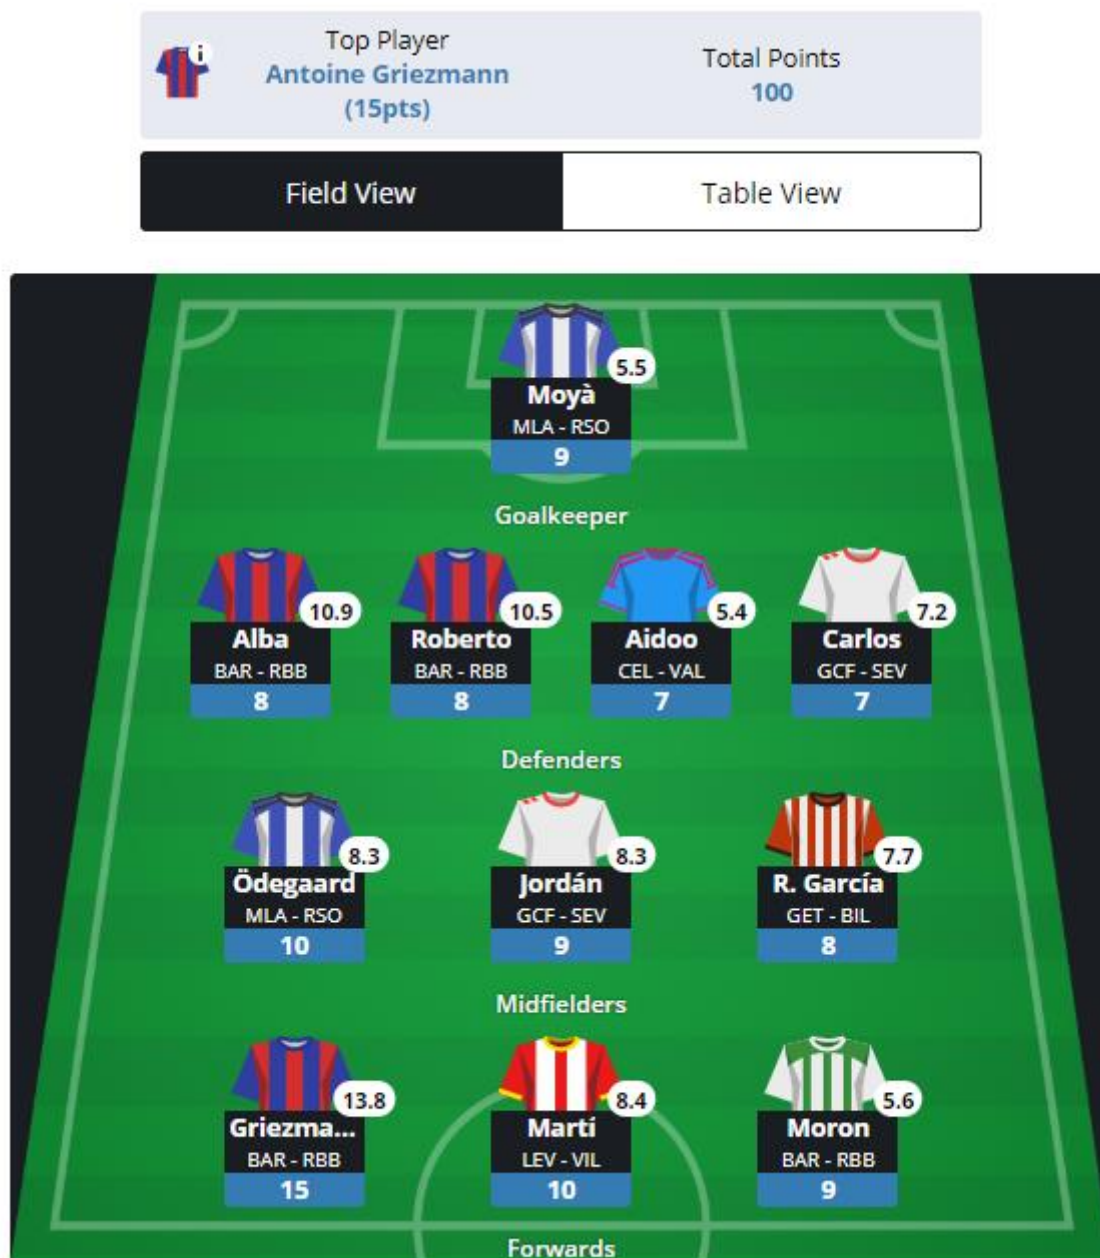 Top Player
Antoine Griezmann
(15pts)
Total Points
100
Field View
Table View
5.5
Moyà
MLA - RSO
9
Goalkeeper
10.9
Alba
BAR - RBB
8
10.5
Roberto
BAR - RBB
8
5.4
Aidoo
CEL - VAL
7
7.2
Carlos
GCF - SEV
7
Defenders
8.3
Ödegaard
MLA - RSO
10
8.3
Jordán
GCF - SEV
9
7.7
R. García
GET - BIL
8
Midfielders
13.8
Griezma...
BAR - RBB
15
8.4
Martí
LEV - VIL
10
5.6
Moron
BAR - RBB
9
Forwards